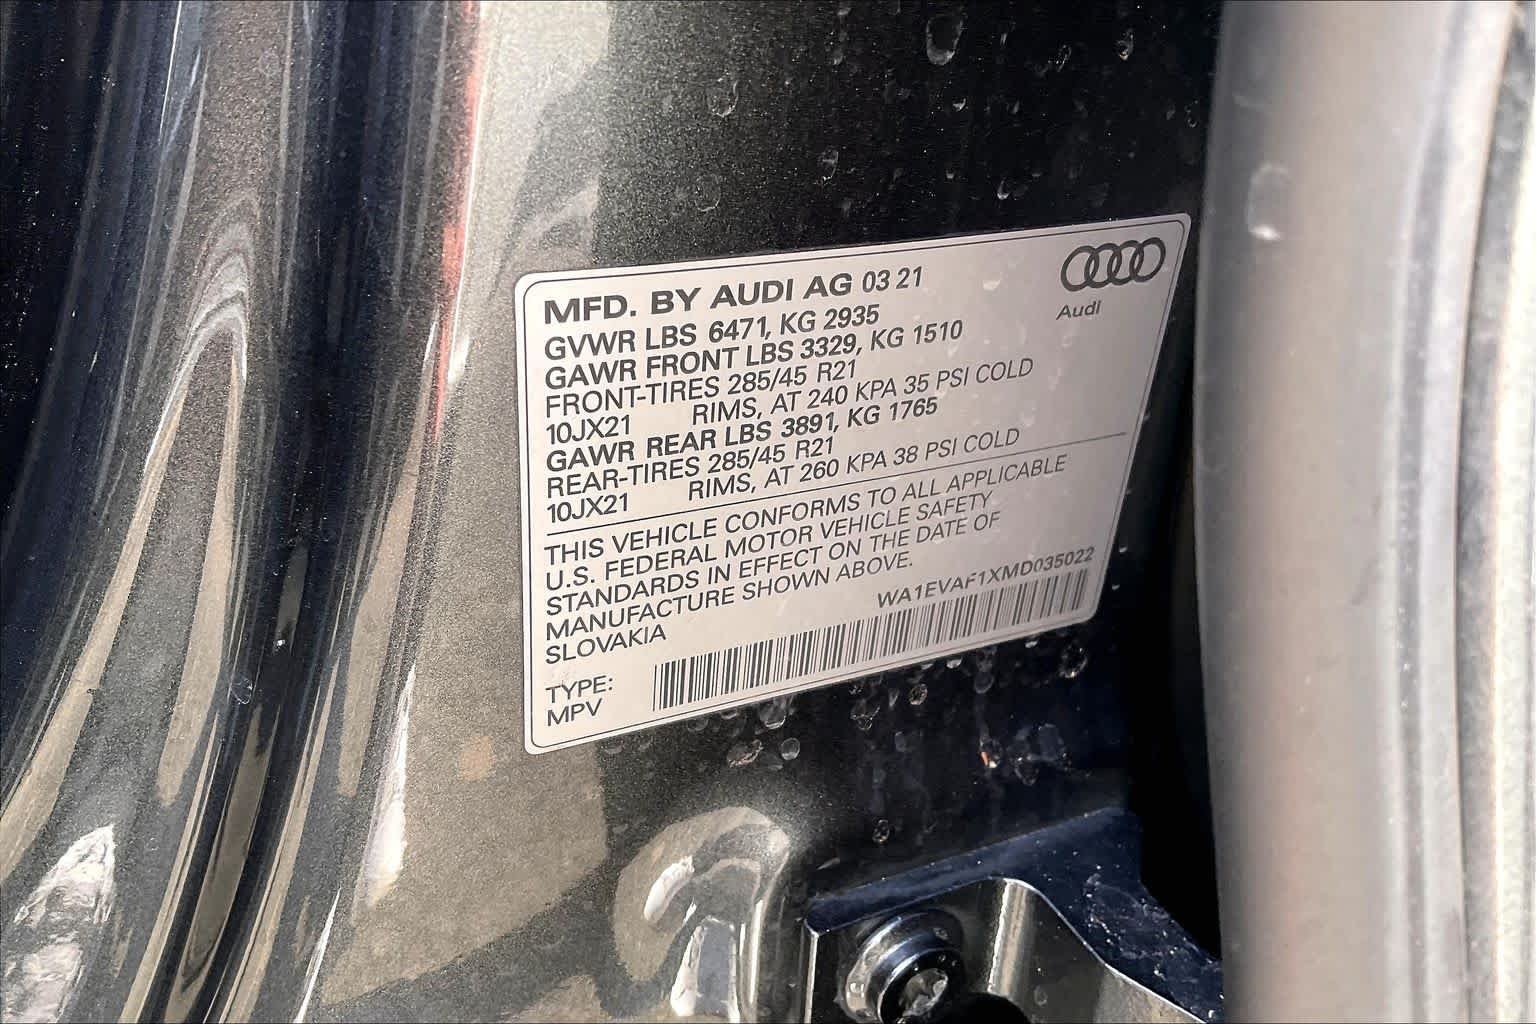 MFD. BY AUDI AG 03 21
GVWR LBS 6471, KG 2935
GAWR FRONT LBS 3329, KG 1510
FRONT-TIRES 285/45 R21
10JX21 RIMS, AT 240 KPA 35 PSI COLD
GAWR REAR LBS 3891, KG 1765
REAR-TIRES 285/45 R21
10JX21 RIMS, AT 260 KPA 38 PSI COLD
THIS VEHICLE CONFORMS TO ALL APPLICABLE
U.S. FEDERAL MOTOR VEHICLE SAFETY
STANDARDS IN EFFECT ON THE DATE OF
MANUFACTURE SHOWN ABOVE.
SLOVAKIA
WA1EVAF1XMD035022
TYPE:
MPV
Audi